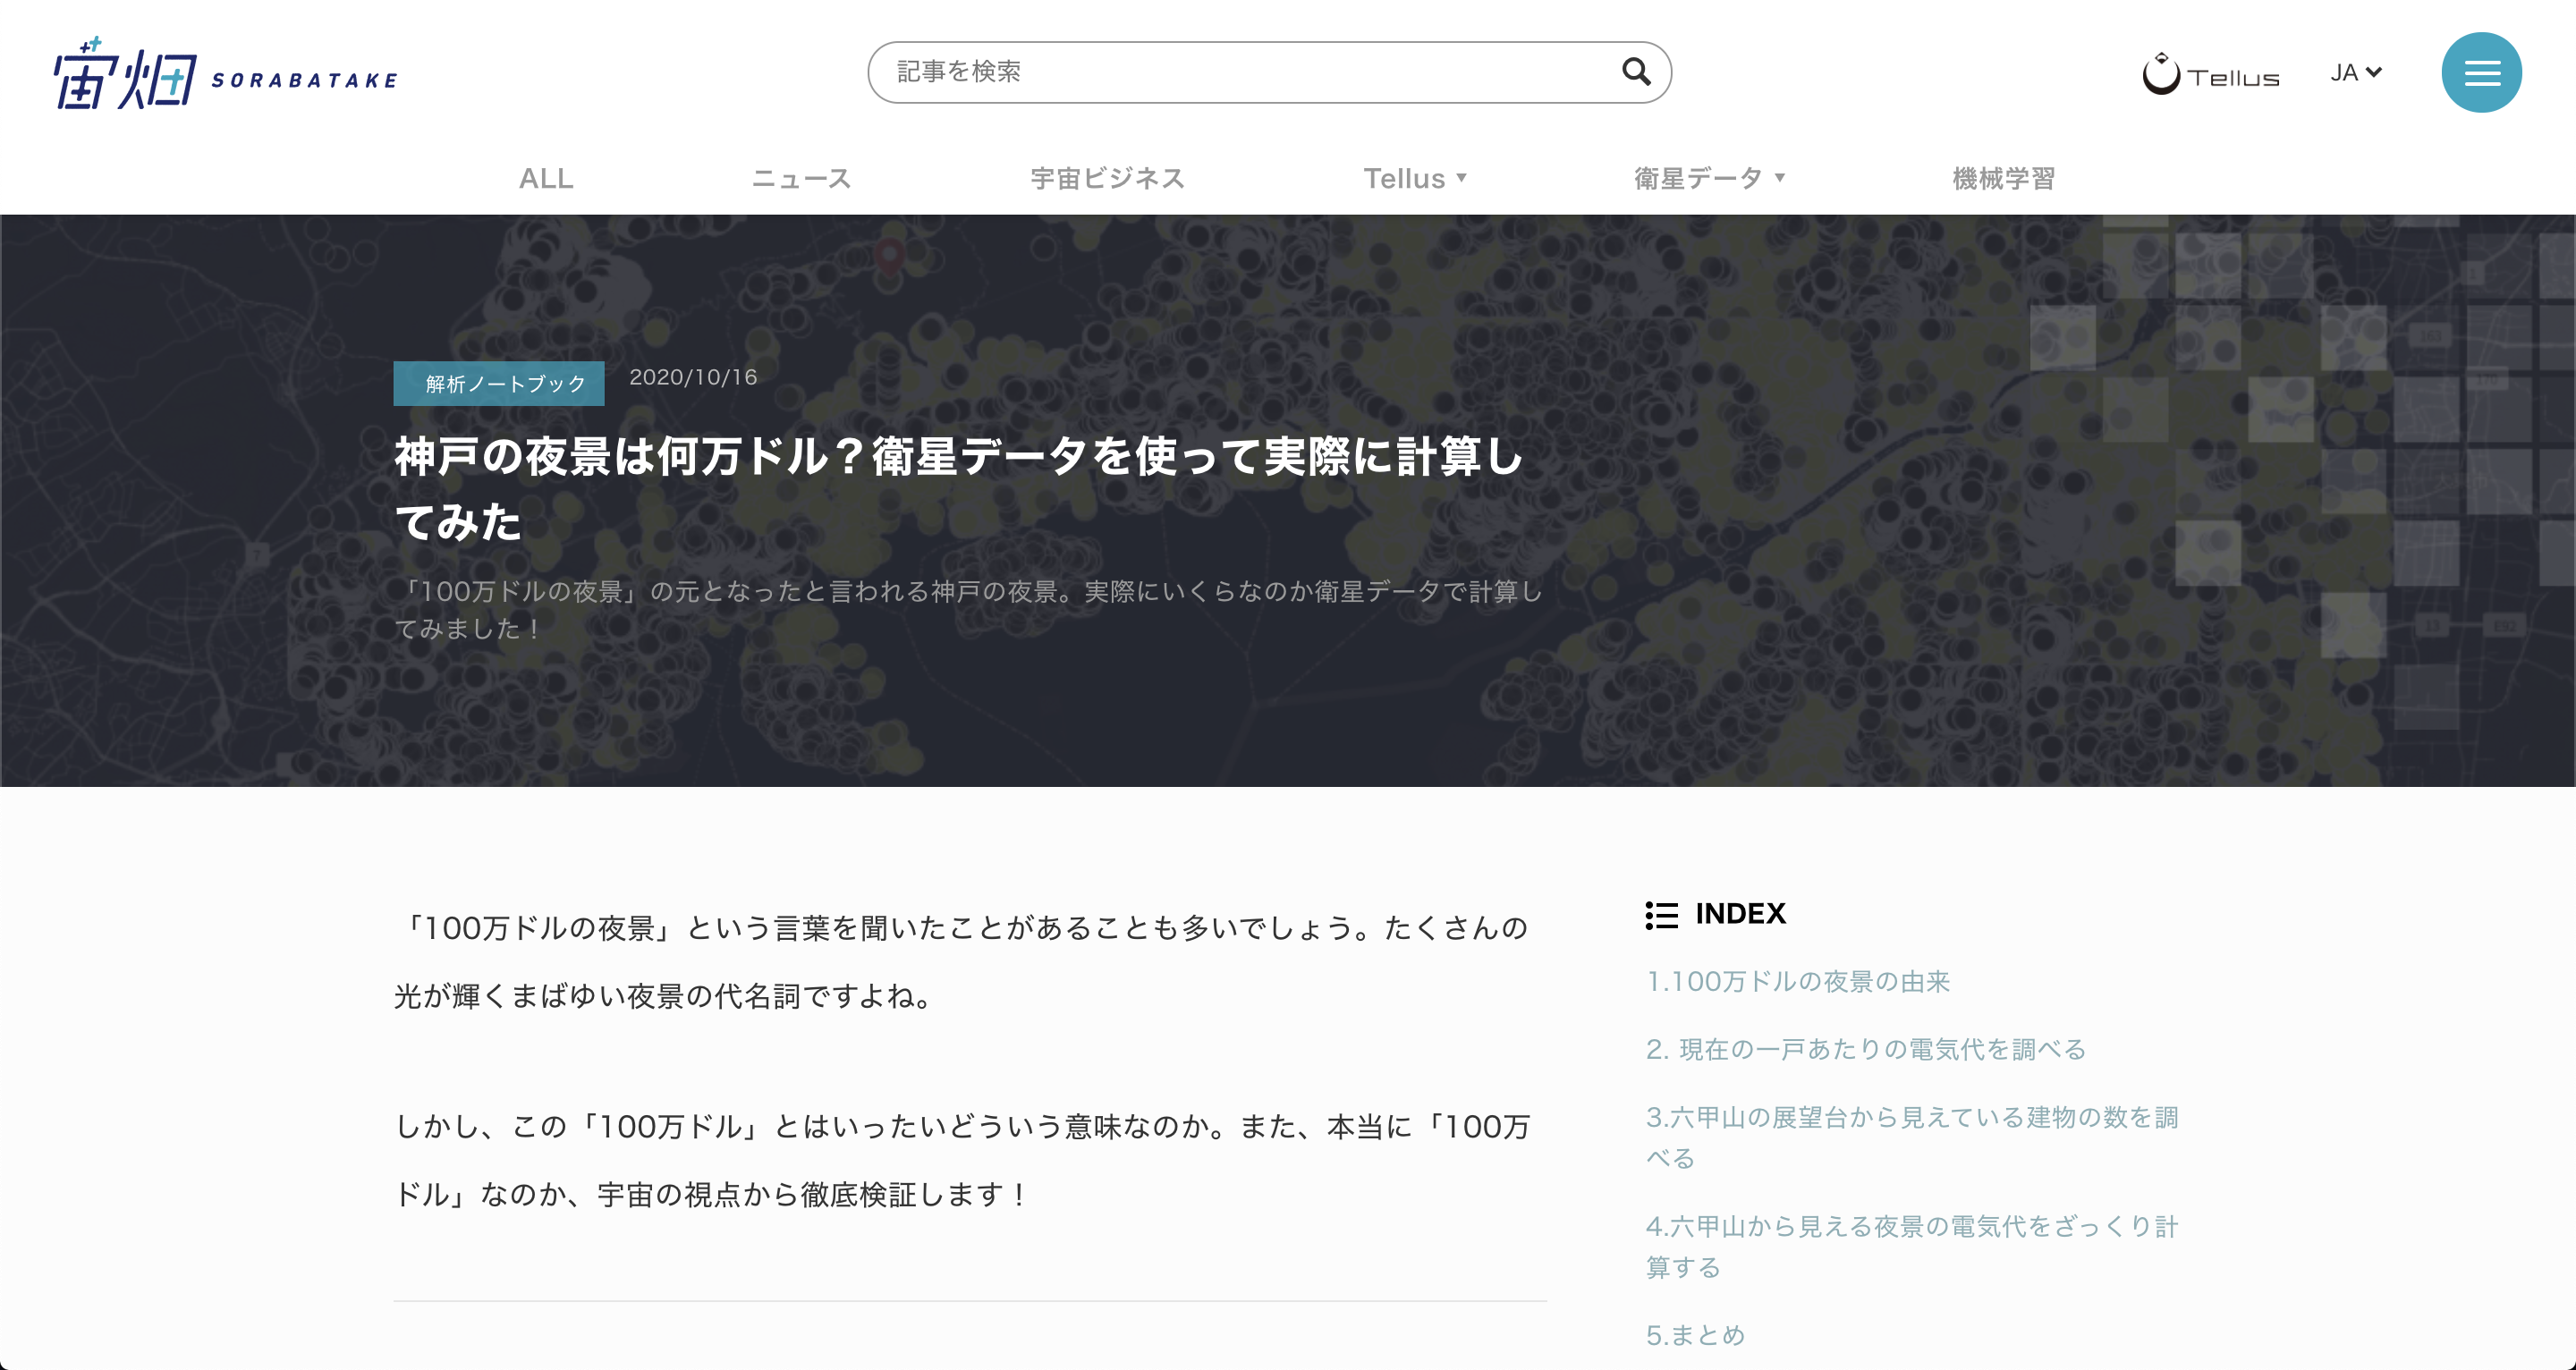 宙畑 SORABATAKE
記事を検索
Tellus
JA
ALL ニュース 宇宙ビジネス Tellus ▼ 衛星データ ▼ 機械学習
解析ノートブック 2020/10/16
神戸の夜景は何万ドル？衛星データを使って実際に計算し
てみた
「100万ドルの夜景」の元となったと言われる神戸の夜景。実際にいくらなのか衛星データで計算し
てみました！
「100万ドルの夜景」という言葉を聞いたことがあることも多いでしょう。たくさんの
光が輝くまばゆい夜景の代名詞ですよね。
しかし、この「100万ドル」とはいったいどういう意味なのか。また、本当に「100万
ドル」なのか、宇宙の視点から徹底検証します！
INDEX
1.100万ドルの夜景の由来
2. 現在の一戸あたりの電気代を調べる
3.六甲山の展望台から見えている建物の数を調
べる
4.六甲山から見える夜景の電気代をざっくり計
算する
5.まとめ